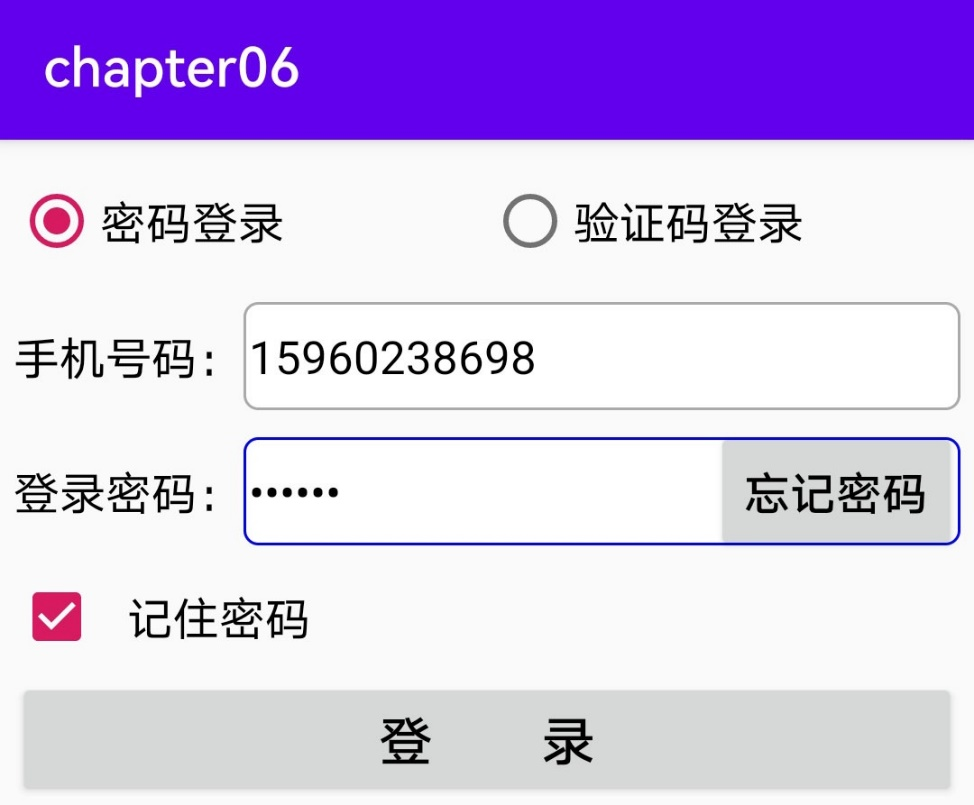 chapter06
密码登录 验证码登录
手机号码: 15960238698
登录密码: •••••• 忘记密码
记住密码
登 录